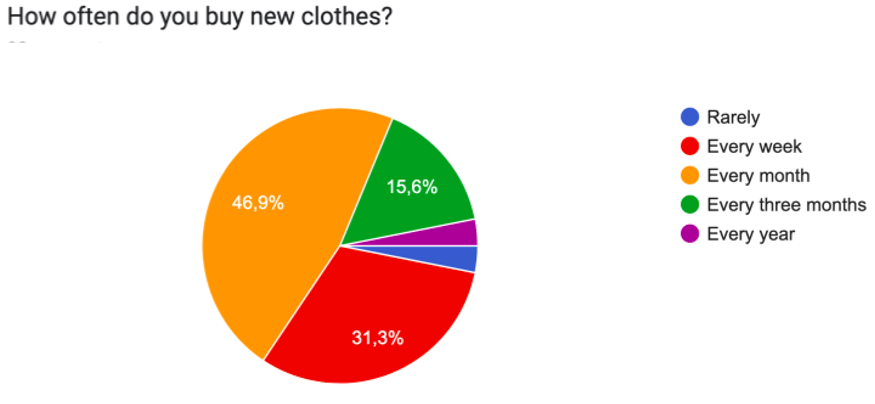 How often do you buy new clothes?
46,9%
15,6%
31,3%
Rarely
Every week
Every month
Every three months
Every year